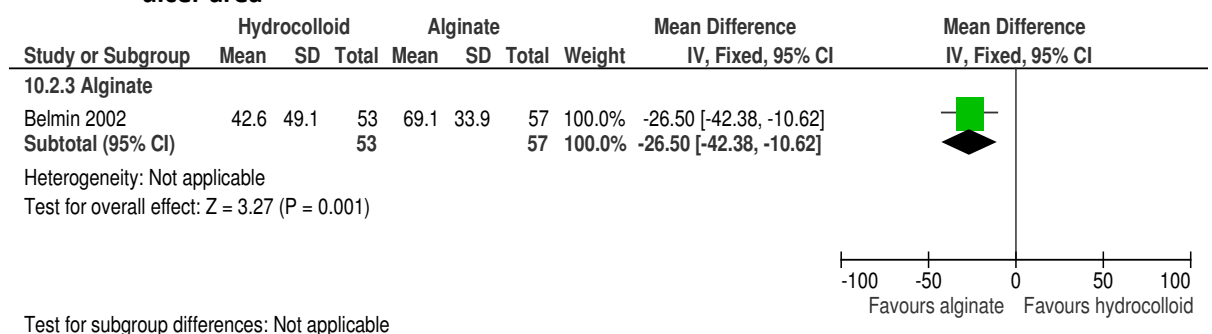 ulcer area
Hydrocolloid Alginate Mean Difference Mean Difference
Study or Subgroup Mean SD Total Mean SD Total Weight IV, Fixed, 95% CI IV, Fixed, 95% CI
10.2.3 Alginate
Belmin 2002 42.6 49.1 53 69.1 33.9 57 100.0% -26.50 [-42.38, -10.62]
Subtotal (95% CI) 53 57 100.0% -26.50 [-42.38, -10.62]
Heterogeneity: Not applicable
Test for overall effect: Z = 3.27 (P = 0.001)
-100 -50 0 50 100
Favours alginate Favours hydrocolloid
Test for subgroup differences: Not applicable